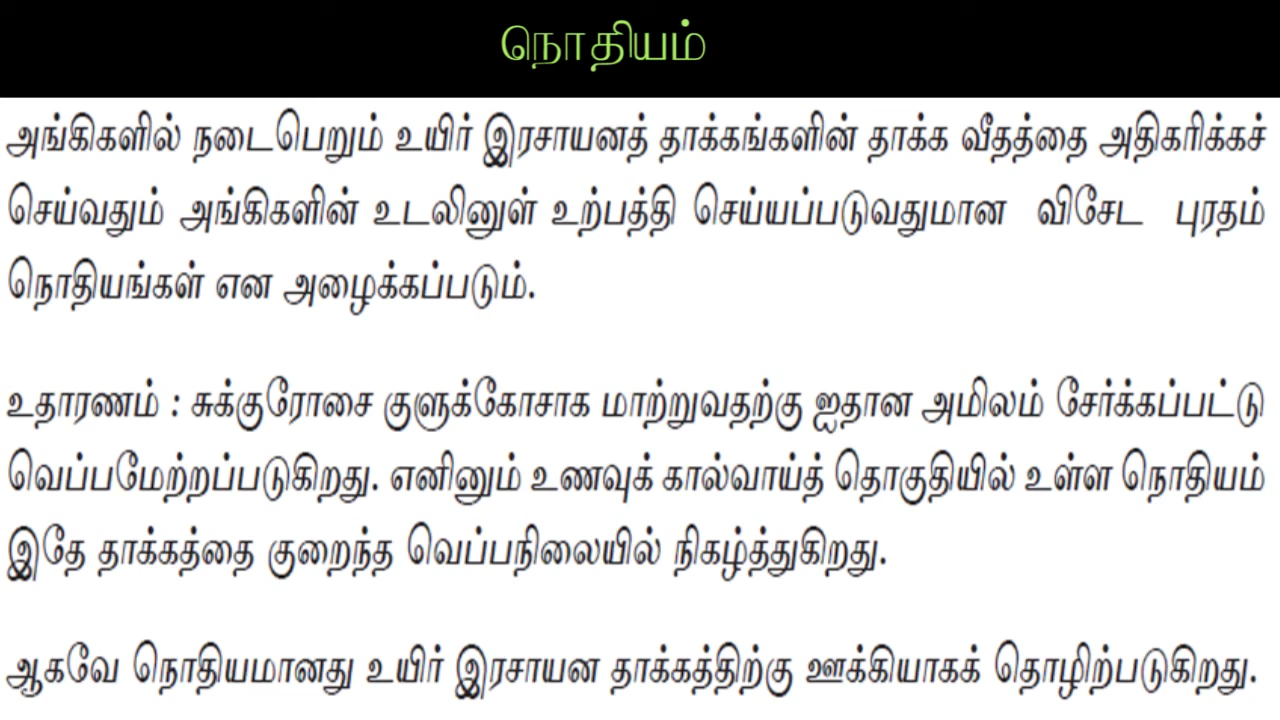 நொதியம்
அங்கிகளில் நடைபெறும் உயிர் இரசாயனத் தாக்கங்களின் தாக்க வீதத்தை அதிகரிக்கச்
செய்வதும் அங்கிகளின் உடலினுள் உற்பத்தி செய்யப்படுவதுமான விசேட புரதம்
நொதியங்கள் என அழைக்கப்படும்.
உதாரணம் : சுக்குரோசை குளுக்கோசாக மாற்றுவதற்கு ஐதான அமிலம் சேர்க்கப்பட்டு
வெப்பமேற்றப்படுகிறது. எனினும் உணவுக் கால்வாய்த் தொகுதியில் உள்ள நொதியம்
இதே தாக்கத்தை குறைந்த வெப்பநிலையில் நிகழ்த்துகிறது.
ஆகவே நொதியமானது உயிர் இரசாயன தாக்கத்திற்கு ஊக்கியாகக் தொழிற்படுகிறது.